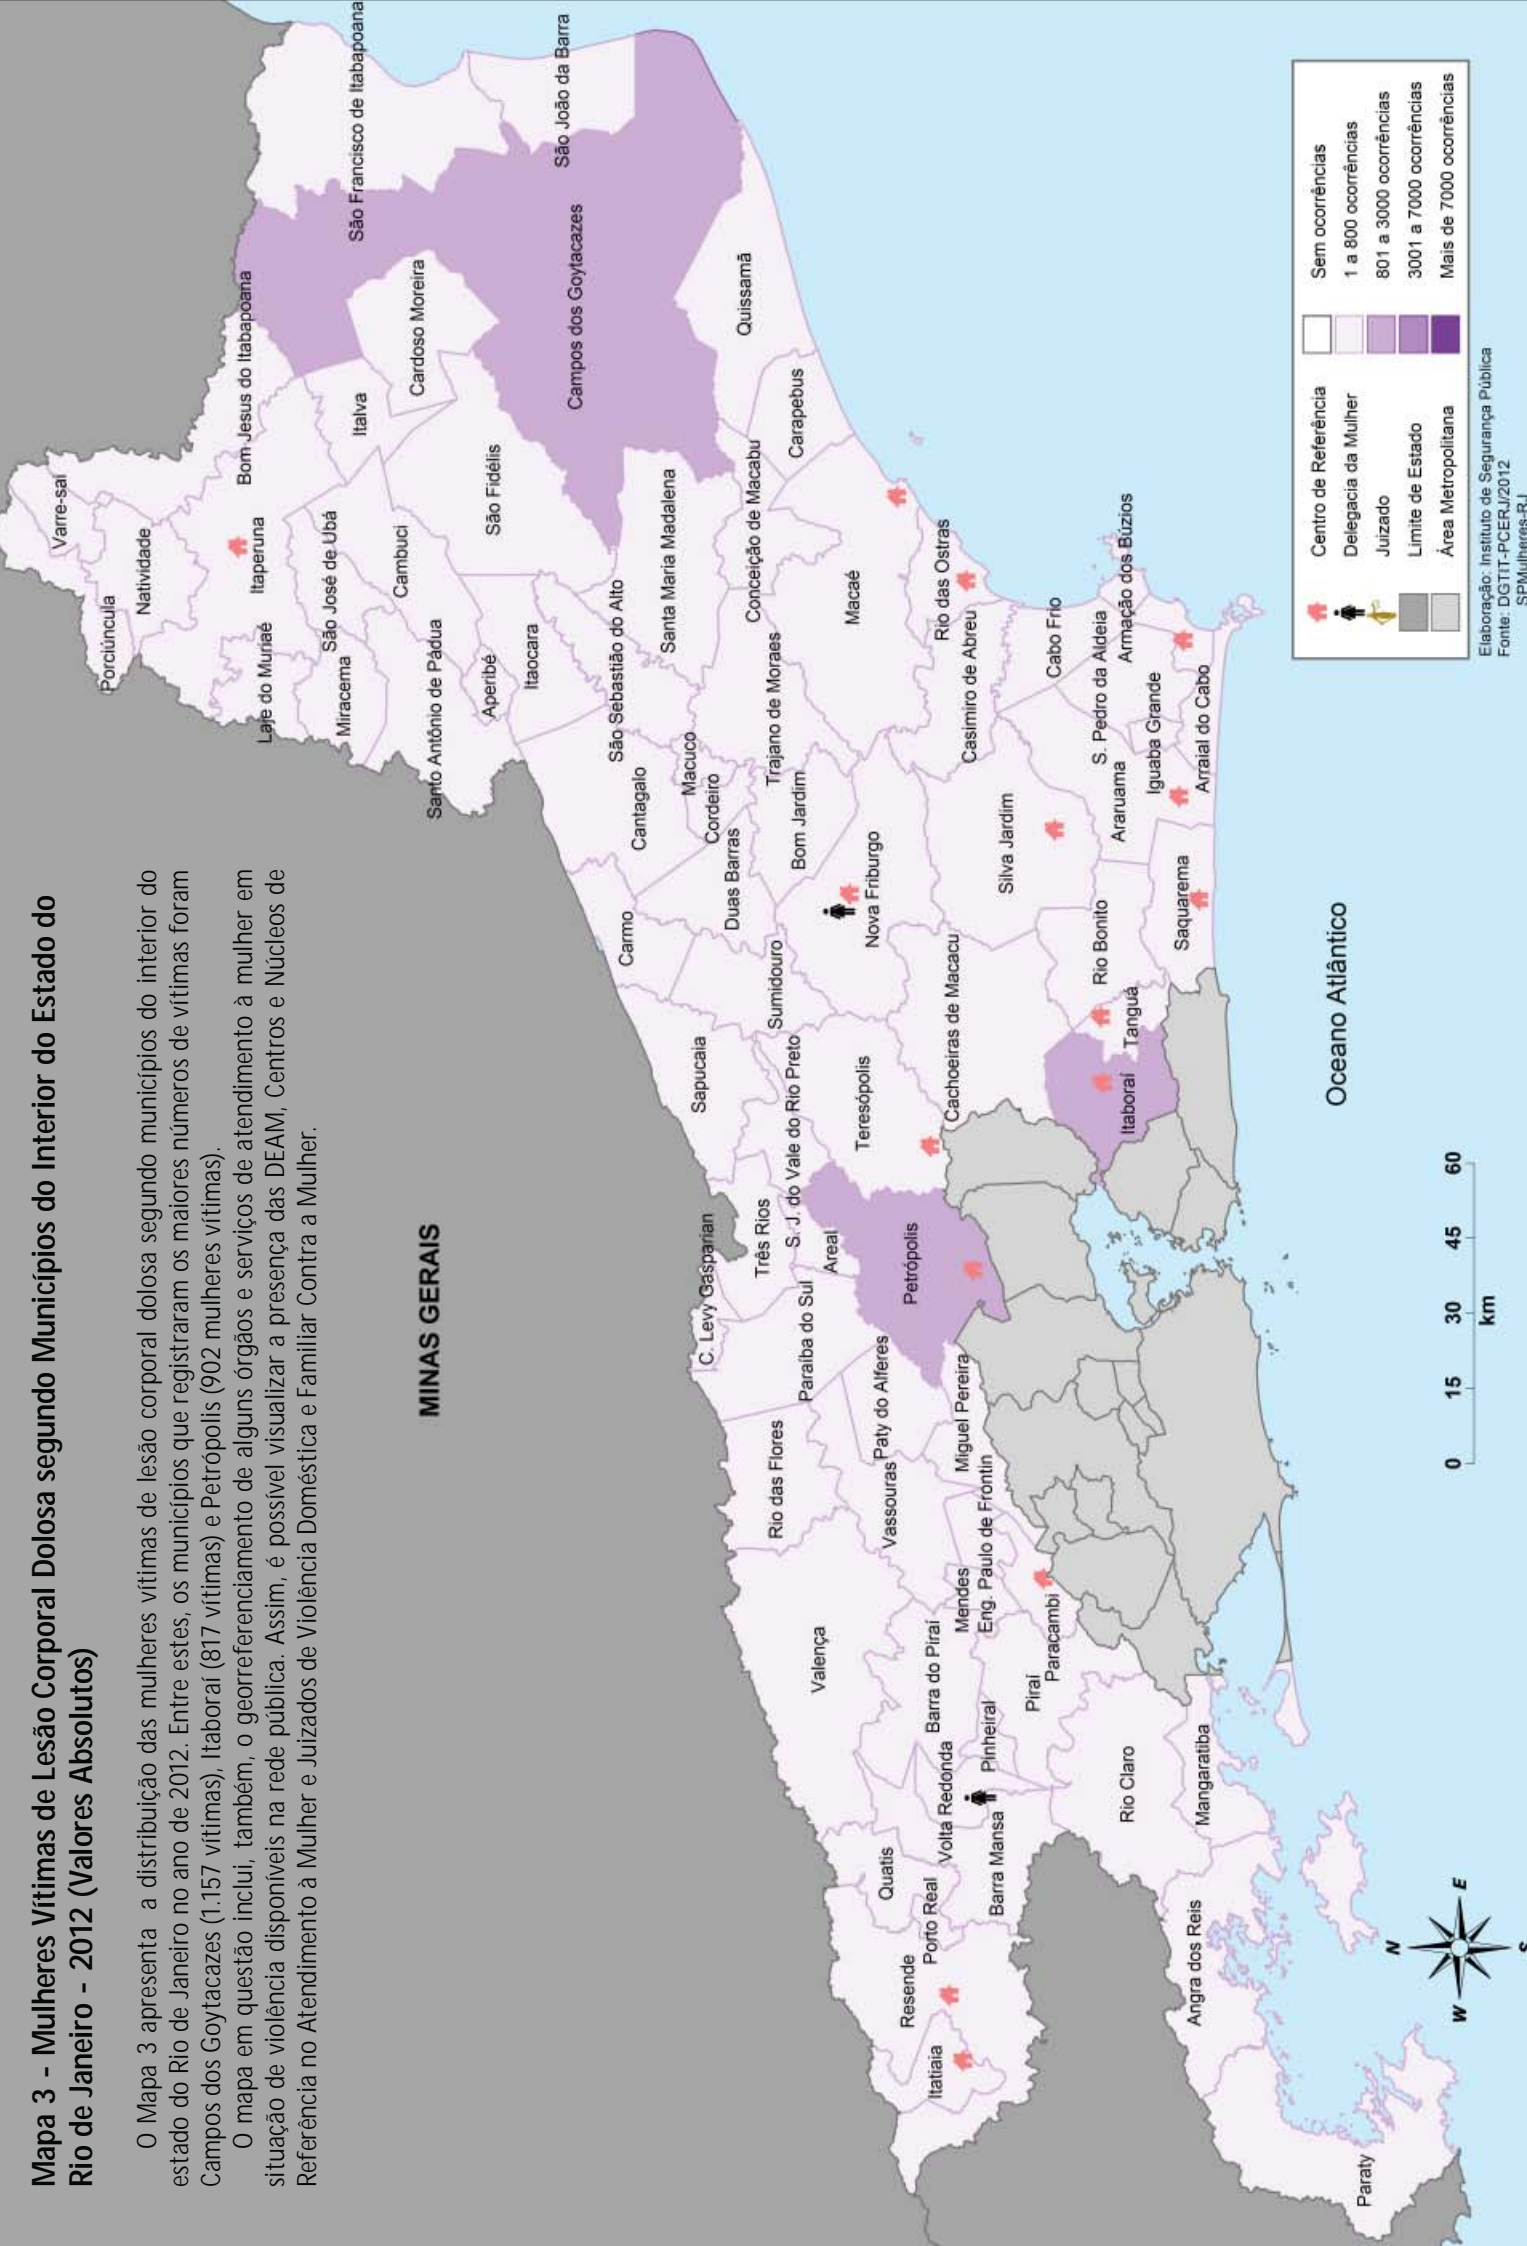 Mapa 3 - Mulheres Vítimas de Lesão Corporal Dolosa segundo Municípios do Interior do Estado do
Rio de Janeiro - 2012 (Valores Absolutos)
O Mapa 3 apresenta a distribuição das mulheres vítimas de lesão corporal dolosa segundo municípios do interior do
estado do Rio de Janeiro no ano de 2012. Entre estes, os municípios que registraram os maiores números de vítimas foram
Campos dos Goytacazes (1.157 vítimas), Itaboraí (817 vítimas) e Petrópolis (902 mulheres vítimas).
O mapa em questão inclui, também, o georreferenciamento de alguns órgãos e serviços de atendimento à mulher em
situação de violência disponíveis na rede pública. Assim, é possível visualizar a presença das DEAM, Centros e Núcleos de
Referência no Atendimento à Mulher e Juizados de Violência Doméstica e Familiar Contra a Mulher.
MINAS GERAIS
Varre-sai
Porciúncula
Natividade
Bom Jesus do Itabapoana
Itaperuna
Laje do Muriaé
São José de Ubá
Miracema
Italva
São Francisco de Itabapoana
Cardoso Moreira
Cambuci
Santo Antônio de Pádua
Aperibé
São Fidélis
Itaocara
São João da Barra
Campos dos Goytacazes
São Sebastião do Alto
Cantagalo
Santa Maria Madalena
Macuco
Cordeiro
Carmo
Duas Barras
Conceição de Macabu
Quissamã
Carapebus
Trajano de Moraes
Bom Jardim
Sumidouro
Sapucaia
C. Levy Gasparian
Três Rios
S. J. do Vale do Rio Preto
Areal
Paraíba do Sul
Rio das Flores
Valença
Macaé
Nova Friburgo
Teresópolis
Petrópolis
Paty do Alferes
Vassouras
Miguel Pereira
Eng. Paulo de Frontin
Mendes
Barra do Piraí
Rio das Ostras
Casimiro de Abreu
Cachoeiras de Macacu
Silva Jardim
Cabo Frio
S. Pedro da Aldeia
Armação dos Búzios
Araruama
Iguaba Grande
Arraial do Cabo
Rio Bonito
Saquarema
Tanguá
Itaboraí
Paracambi
Piraí
Pinheiral
Volta Redonda
Barra Mansa
Quatis
Porto Real
Resende
Itatiaia
Rio Claro
Mangaratiba
Angra dos Reis
Paraty
Oceano Atlântico
0 15 30 45 60
km
N
W
E
S
Centro de Referência
Delegacia da Mulher
Juizado
Limite de Estado
Área Metropolitana
Sem ocorrências
1 a 800 ocorrências
801 a 3000 ocorrências
3001 a 7000 ocorrências
Mais de 7000 ocorrências
Elaboração: Instituto de Segurança Pública
Fonte: DGTIT-PCERJ/2012
SPMulheres-RJ